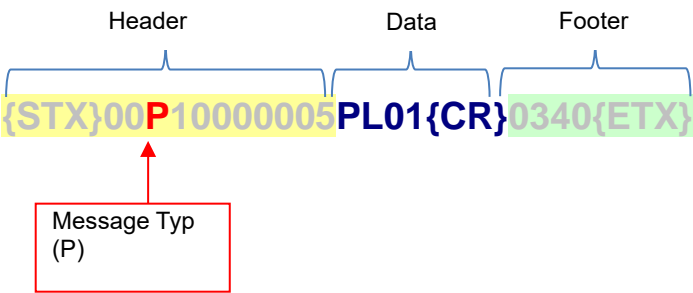 Header Data Footer
{STX}00P10000005PL01{CR}0340{ETX}
Message Typ
(P)